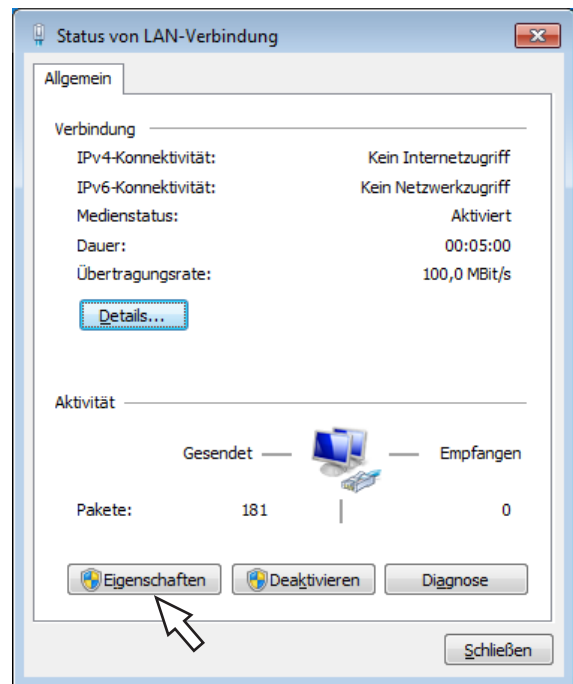 Status von LAN-Verbindung
Allgemein
Verbindung
IPv4-Konnektivität: Kein Internetzugriff
IPv6-Konnektivität: Kein Netzwerkzugriff
Medienstatus: Aktiviert
Dauer: 00:05:00
Übertragungsrate: 100,0 MBit/s
Details...
Aktivität
Gesendet Empfangen
Pakete: 181 0
Eigenschaften Deaktivieren Diagnose
Schließen